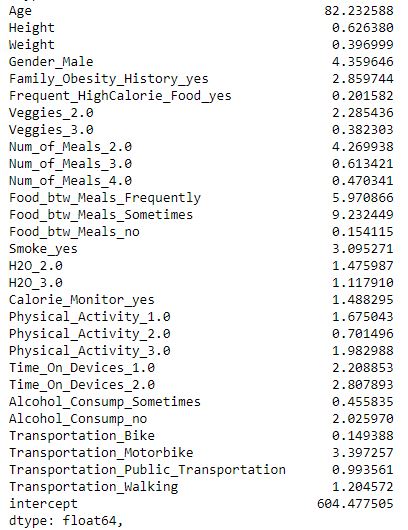 Age 82.232588
Height 0.626380
Weight 0.396999
Gender_Male 4.359646
Family_Obesity_History_yes 2.859744
Frequent_HighCalorie_Food_yes 0.201582
Veggies_2.0 2.285436
Veggies_3.0 0.382303
Num_of_Meals_2.0 4.269938
Num_of_Meals_3.0 0.613421
Num_of_Meals_4.0 0.470341
Food_btw_Meals_Frequently 5.970866
Food_btw_Meals_Sometimes 9.232449
Food_btw_Meals_no 0.154115
Smoke_yes 3.095271
H2O_2.0 1.475987
H2O_3.0 1.117910
Calorie_Monitor_yes 1.488295
Physical_Activity_1.0 1.675043
Physical_Activity_2.0 0.701496
Physical_Activity_3.0 1.982988
Time_On_Devices_1.0 2.208853
Time_On_Devices_2.0 2.807893
Alcohol_Consump_Sometimes 0.455835
Alcohol_Consump_no 2.025970
Transportation_Bike 0.149388
Transportation_Motorbike 3.397257
Transportation_Public_Transportation 0.993561
Transportation_Walking 1.204572
intercept 604.477505
dtype: float64,